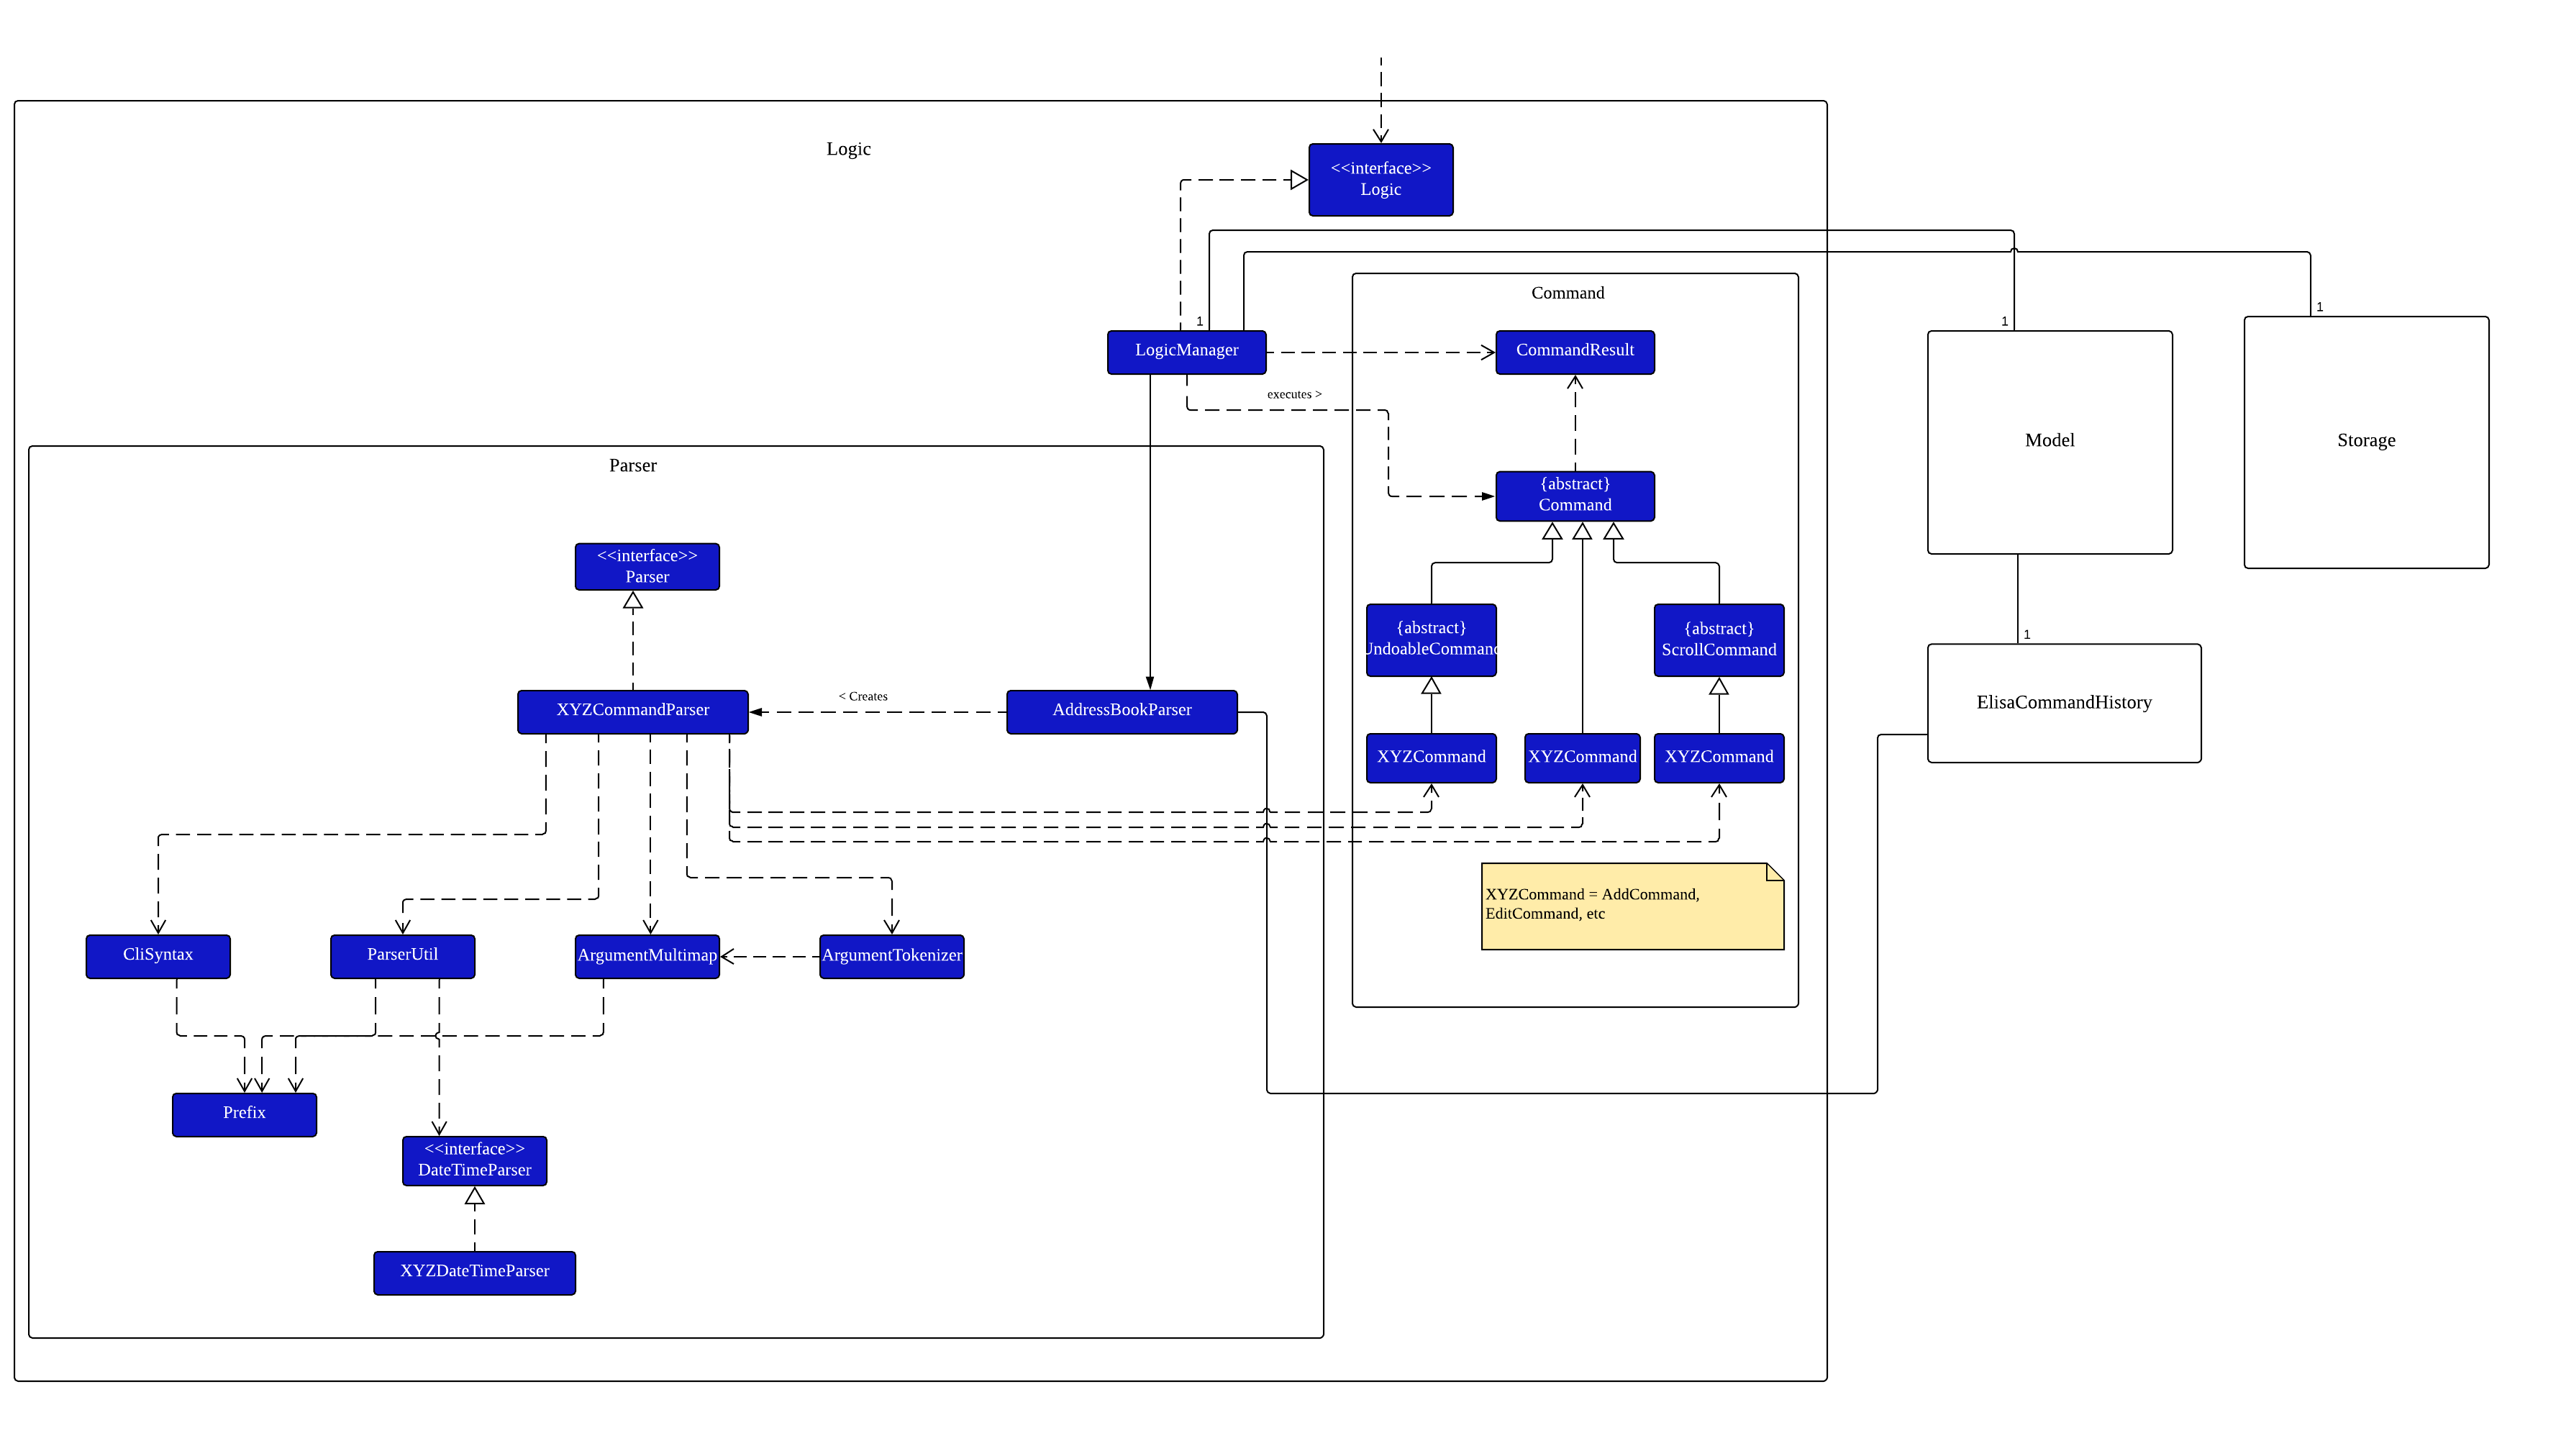 Logic
<<interface>>
Logic
1
1
1
Command
LogicManager
CommandResult
executes >
Model
Storage
Parser
{abstract}
Command
<<interface>>
Parser
{abstract}
UndoableCommand
{abstract}
ScrollCommand
1
XYZCommandParser
< Creates
AddressBookParser
ElisaCommandHistory
XYZCommand
XYZCommand
XYZCommand
XYZCommand = AddCommand,
EditCommand, etc
CliSyntax
ParserUtil
ArgumentMultimap
ArgumentTokenizer
Prefix
<<interface>>
DateTimeParser
XYZDateTimeParser